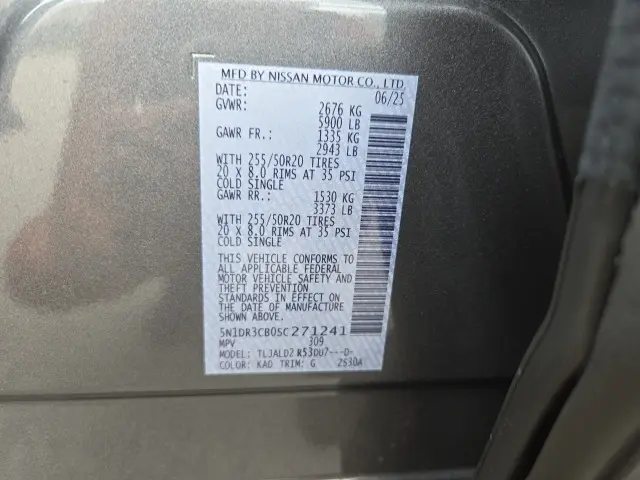 MFD BY NISSAN MOTOR CO., LTD
DATE: 06/25
GVWR: 2676 KG
5900 LB
GAWR FR.: 1335 KG
2943 LB
WITH 255/50R20 TIRES
20 X 8.0 RIMS AT 35 PSI
COLD SINGLE
GAWR RR.: 1530 KG
3373 LB
WITH 255/50R20 TIRES
20 X 8.0 RIMS AT 35 PSI
COLD SINGLE
THIS VEHICLE CONFORMS TO
ALL APPLICABLE FEDERAL
MOTOR VEHICLE SAFETY AND
THEFT PREVENTION
STANDARDS IN EFFECT ON
THE DATE OF MANUFACTURE
SHOWN ABOVE.
5N1DR3CB0SC271241
MPV 309
MODEL: TLJALD2 R53DU7---D-
COLOR: KAD TRIM: G 2S30A